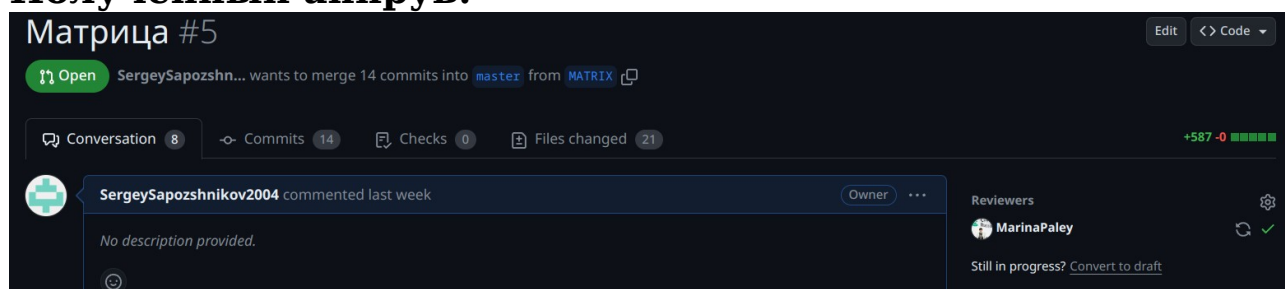 Полученный апрув:
Матрица #5
Edit
<> Code
Open SergeySapozshn... wants to merge 14 commits into master from MATRIX
Conversation 8
Commits 14
Checks 0
Files changed 21
+587 -0
SergeySapozshnikov2004 commented last week
Owner ...
No description provided.
Reviewers
MarinaPaley
Still in progress? Convert to draft